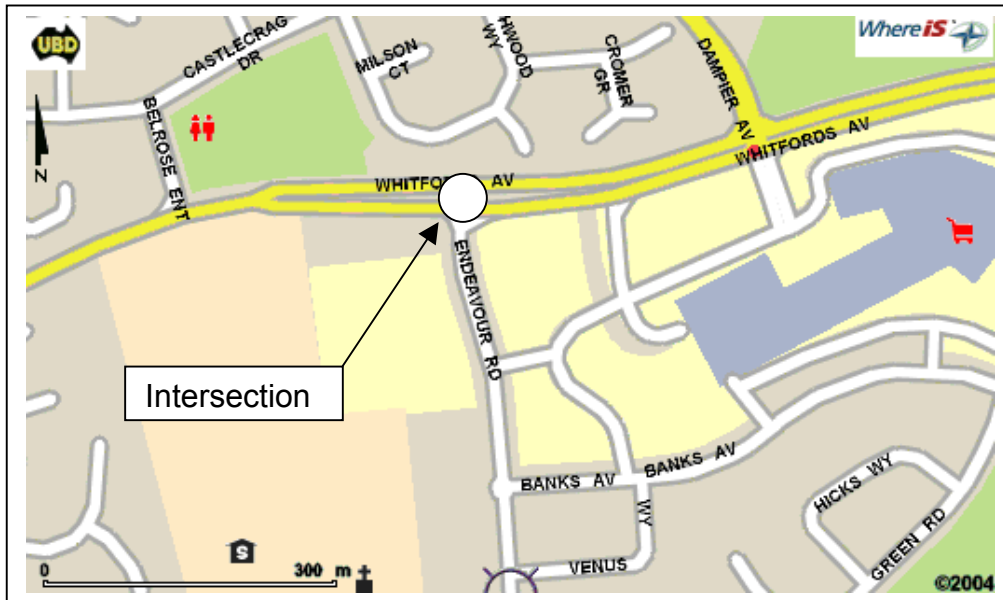 UBD
Where iS
CASTLECRAG
DR
MILSON
CT
HWOOD
WY
CROMER
GR
DAMPIER AV
BELROSE ENT
N
WHITFORDS AV
WHITFO AV
ENDEAVOUR RD
Intersection
BANKS AV
BANKS AV
HICKS WY
WY
VENUS
GREEN RD
S
0 300 m
©2004